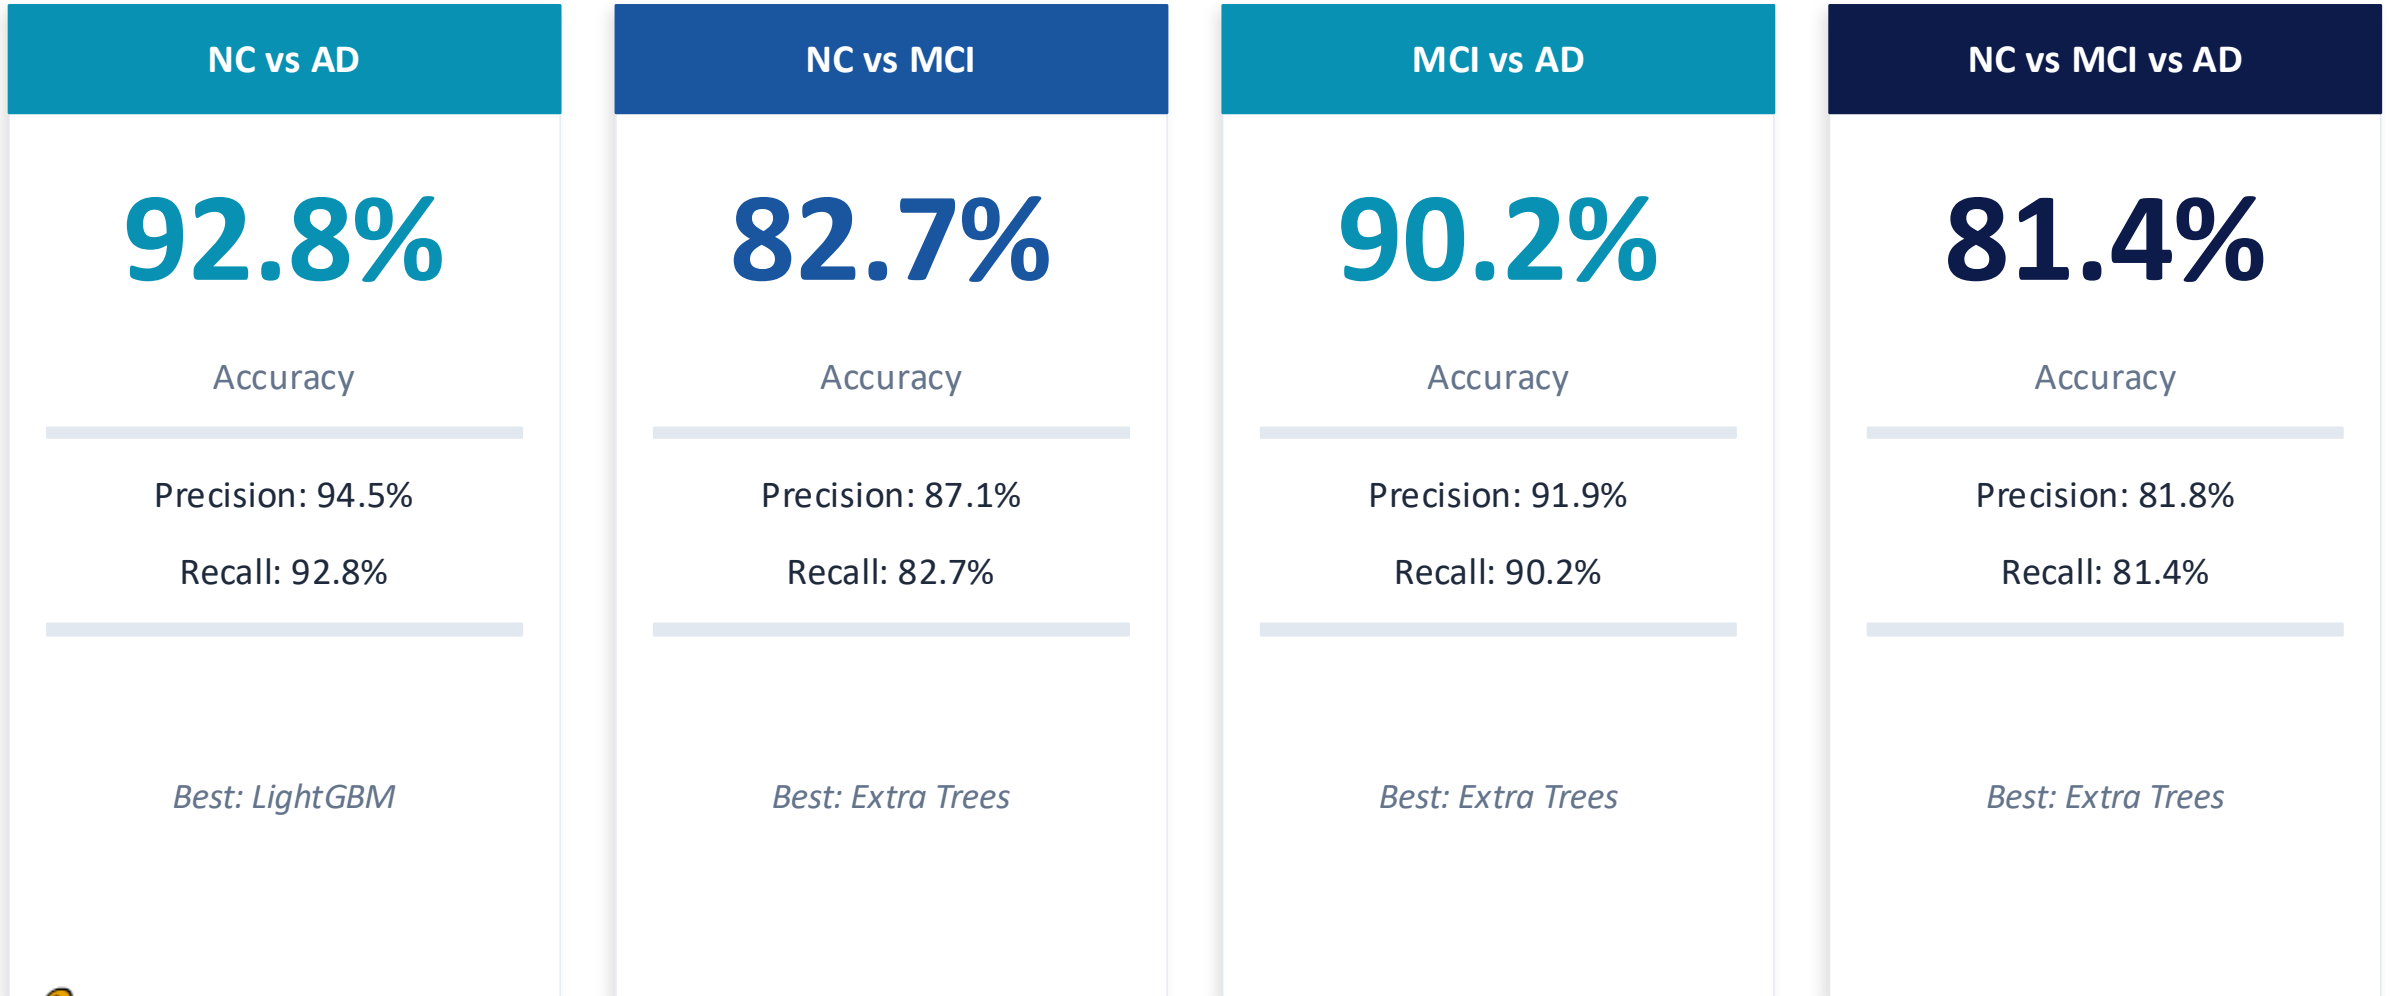 NC vs AD
92.8%
Accuracy
Precision: 94.5%
Recall: 92.8%
Best: LightGBM
NC vs MCI
82.7%
Accuracy
Precision: 87.1%
Recall: 82.7%
Best: Extra Trees
MCI vs AD
90.2%
Accuracy
Precision: 91.9%
Recall: 90.2%
Best: Extra Trees
NC vs MCI vs AD
81.4%
Accuracy
Precision: 81.8%
Recall: 81.4%
Best: Extra Trees